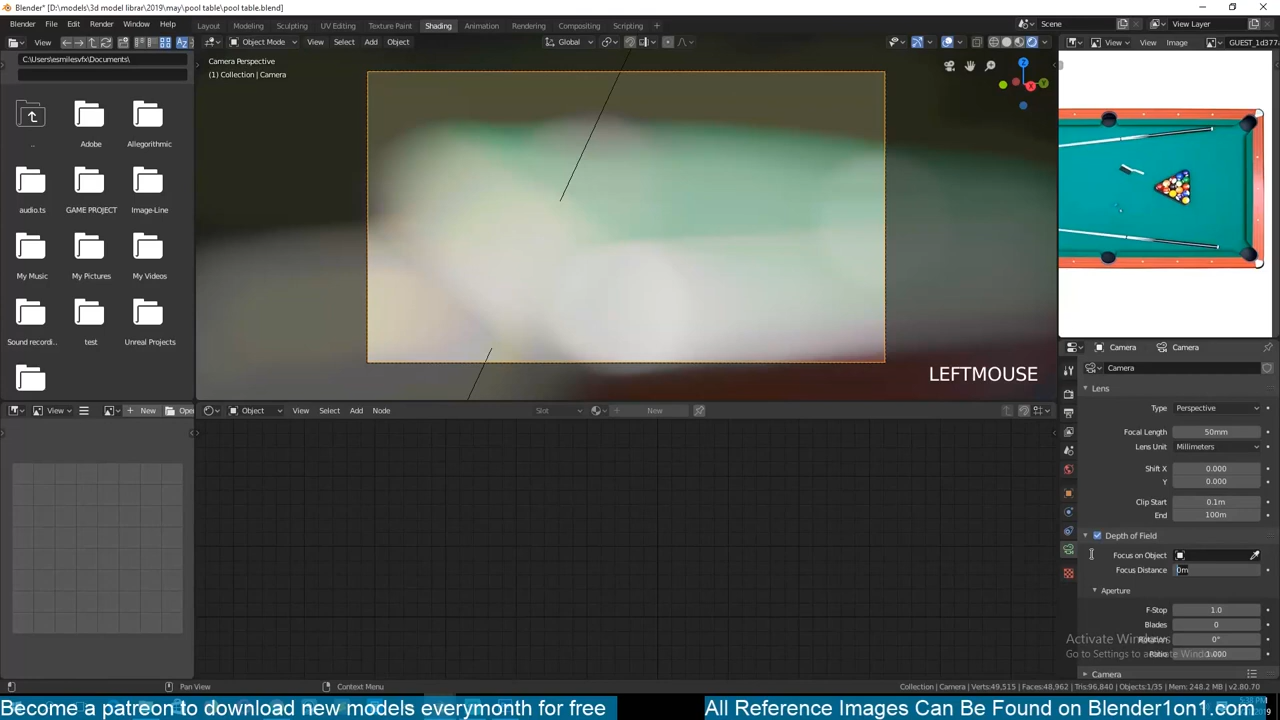 Blender* [D:\models\3d model librar\2019\may\pool table\pool table.blend]
File Edit Render Window Help
Layout Modeling Sculpting UV Editing Texture Paint Shading Animation Rendering Compositing Scripting
Scene View Layer
View
Object Mode View Select Add Object Global
View View Image GUEST_1d377
C:\Users\esmilesvfx\Documents\
Camera Perspective
(1) Collection | Camera
X Y Z
.. Adobe Allegorithmic
audio.ts GAME PROJECT Image-Line
My Music My Pictures My Videos
Sound recordi... test Unreal Projects
LEFTMOUSE
Camera Camera
Camera
Lens
Type Perspective
Focal Length 50mm
Lens Unit Millimeters
Shift X 0.000
Y 0.000
Clip Start 0.1m
End 100m
Depth of Field
Focus on Object
Focus Distance 0m
Aperture
F-Stop 1.0
Blades 0
Rotation 0°
Ratio 1.000
Camera
View New Open
Object View Select Add Node Slot New
Activate Windows
Go to Settings to activate Windows.
Pan View Context Menu
Collection | Camera | Verts:49,515 | Faces:48,962 | Tris:96,840 | Objects:1/35 | Mem: 248.2 MB | v2.80.70
Become a patreon to download new models everymonth for free
All Reference Images Can Be Found on Blender1on1.com